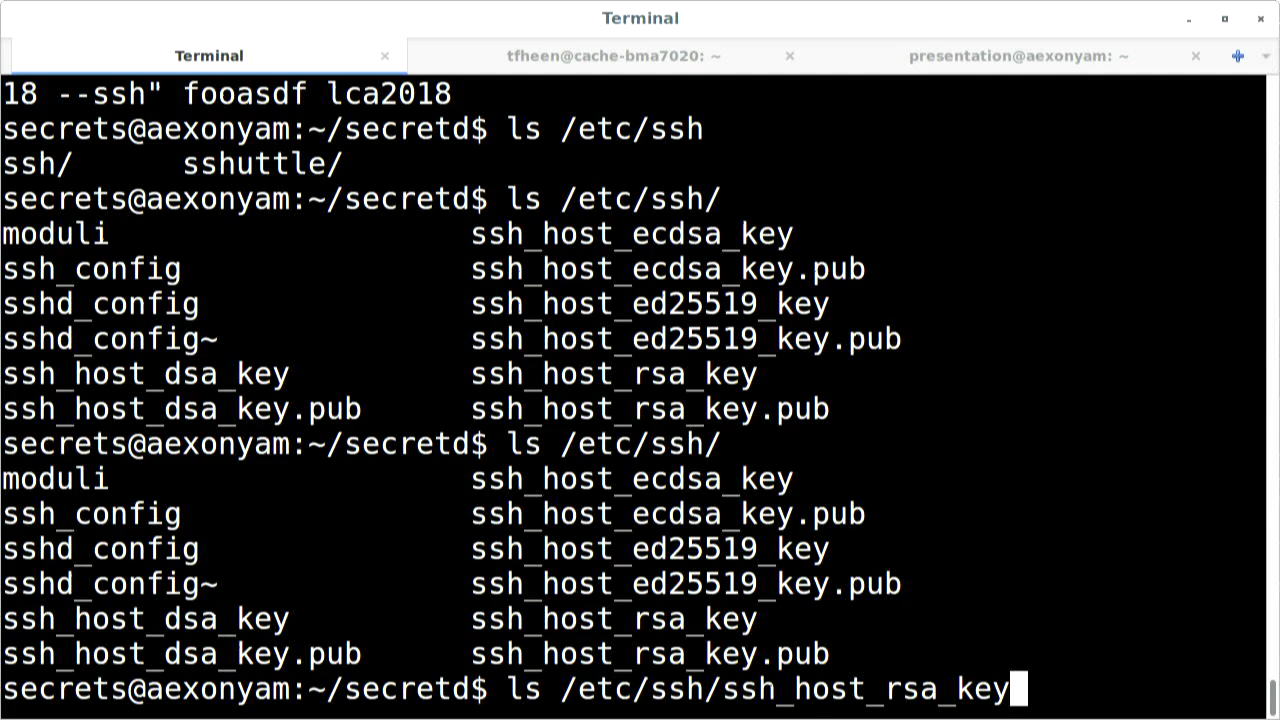 Terminal
Terminal tfheen@cache-bma7020: ~ presentation@aexonyam: ~
18 --ssh" fooasdf lca2018
secrets@aexonyam:~/secretd$ ls /etc/ssh
ssh/ sshuttle/
secrets@aexonyam:~/secretd$ ls /etc/ssh/
moduli ssh_host_ecdsa_key
ssh_config ssh_host_ecdsa_key.pub
sshd_config ssh_host_ed25519_key
sshd_config~ ssh_host_ed25519_key.pub
ssh_host_dsa_key ssh_host_rsa_key
ssh_host_dsa_key.pub ssh_host_rsa_key.pub
secrets@aexonyam:~/secretd$ ls /etc/ssh/
moduli ssh_host_ecdsa_key
ssh_config ssh_host_ecdsa_key.pub
sshd_config ssh_host_ed25519_key
sshd_config~ ssh_host_ed25519_key.pub
ssh_host_dsa_key ssh_host_rsa_key
ssh_host_dsa_key.pub ssh_host_rsa_key.pub
secrets@aexonyam:~/secretd$ ls /etc/ssh/ssh_host_rsa_key